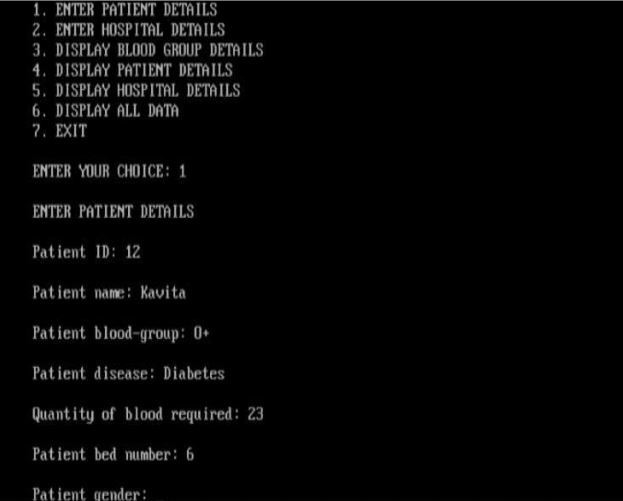 1. ENTER PATIENT DETAILS
2. ENTER HOSPITAL DETAILS
3. DISPLAY BLOOD GROUP DETAILS
4. DISPLAY PATIENT DETAILS
5. DISPLAY HOSPITAL DETAILS
6. DISPLAY ALL DATA
7. EXIT
ENTER YOUR CHOICE: 1
ENTER PATIENT DETAILS
Patient ID: 12
Patient name: Kavita
Patient blood-group: O+
Patient disease: Diabetes
Quantity of blood required: 23
Patient bed number: 6
Patient gender: